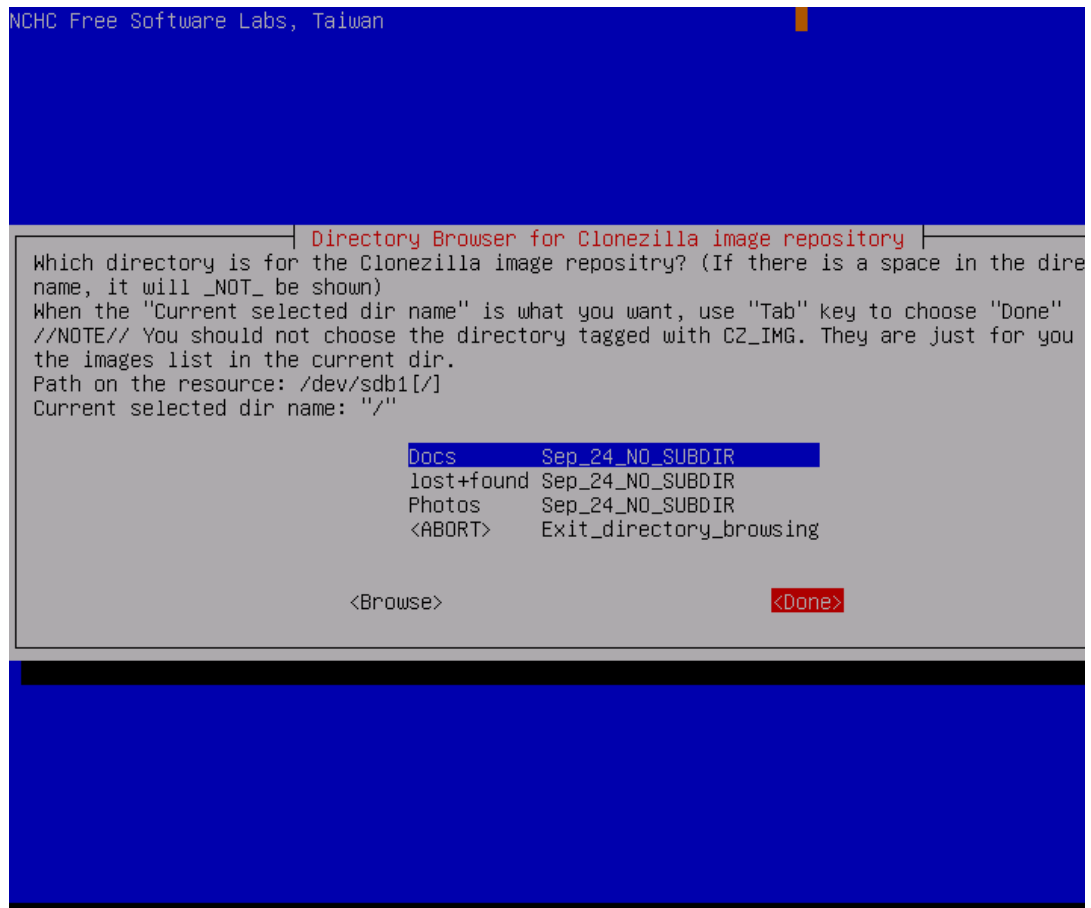 NCHC Free Software Labs, Taiwan
Directory Browser for Clonezilla image repository
Which directory is for the Clonezilla image repositry? (If there is a space in the dire
name, it will _NOT_ be shown)
When the "Current selected dir name" is what you want, use "Tab" key to choose "Done"
//NOTE// You should not choose the directory tagged with CZ_IMG. They are just for you
the images list in the current dir.
Path on the resource: /dev/sdb1[/]
Current selected dir name: "/"
Docs Sep_24_NO_SUBDIR
lost+found Sep_24_NO_SUBDIR
Photos Sep_24_NO_SUBDIR
<ABORT> Exit_directory_browsing
<Browse> <Done>